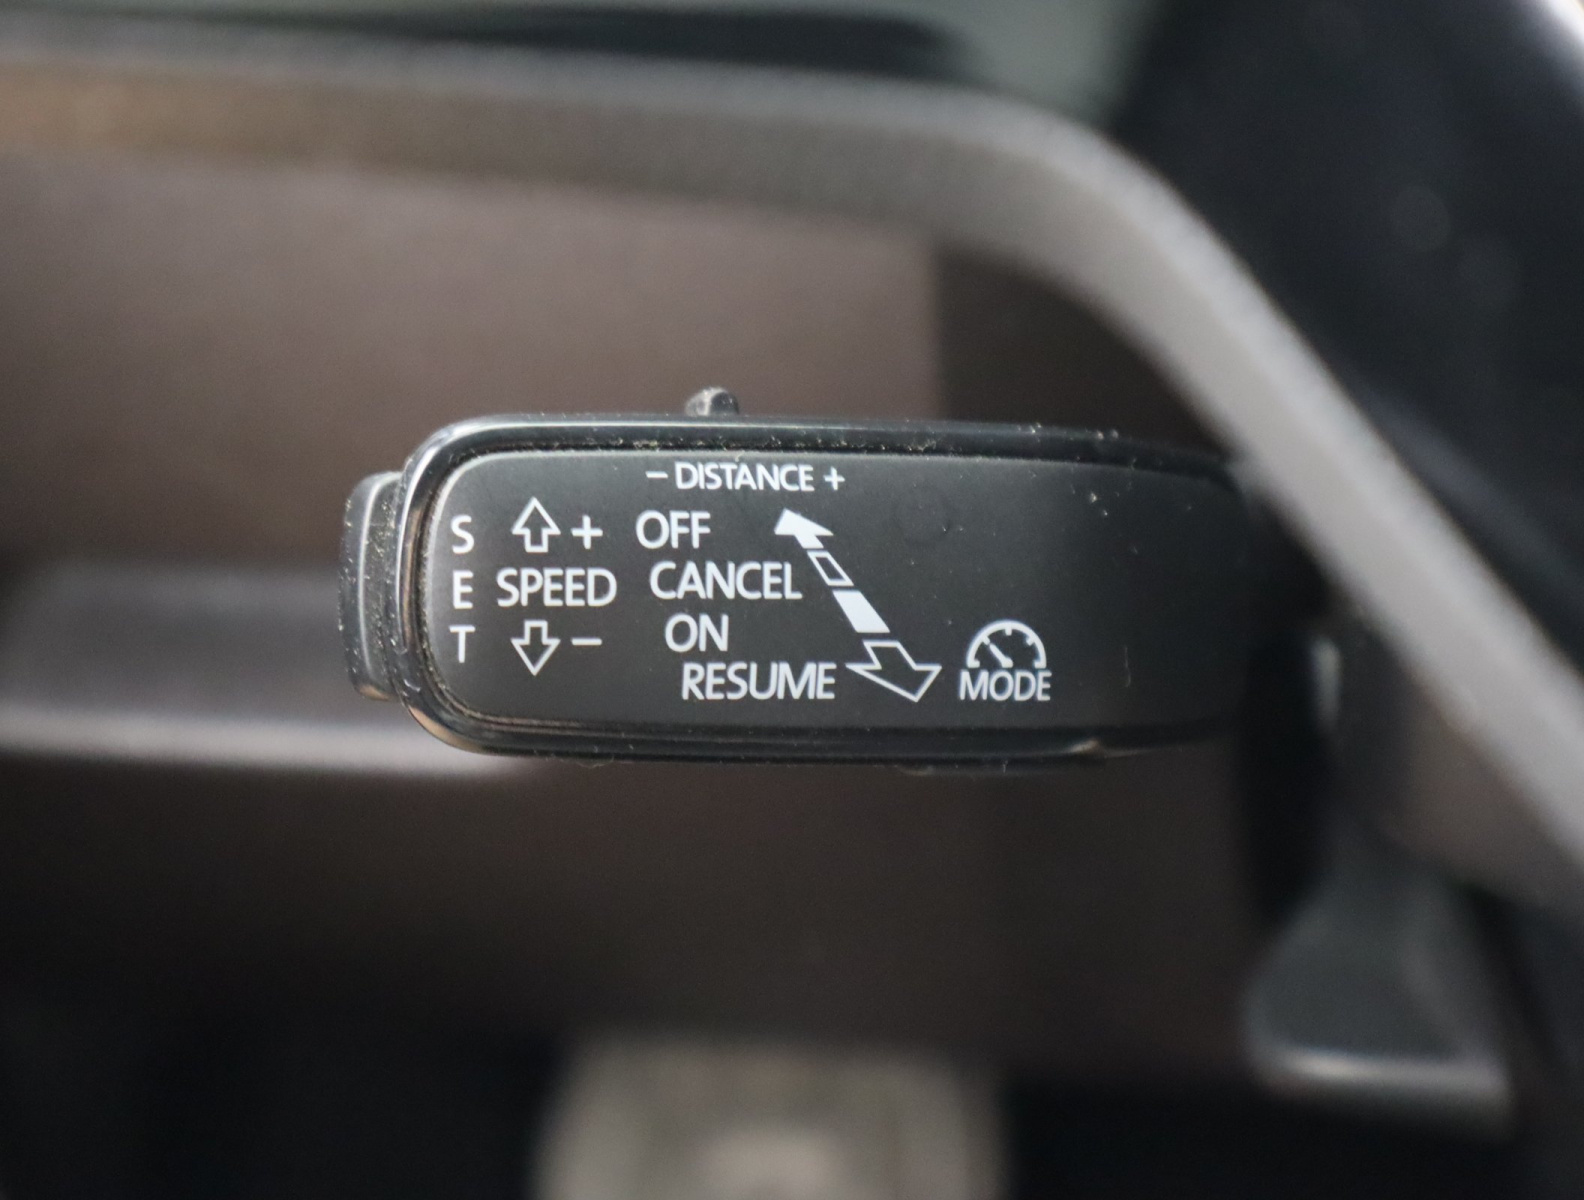 - DISTANCE +
S + OFF
E SPEED CANCEL
T - ON
RESUME MODE